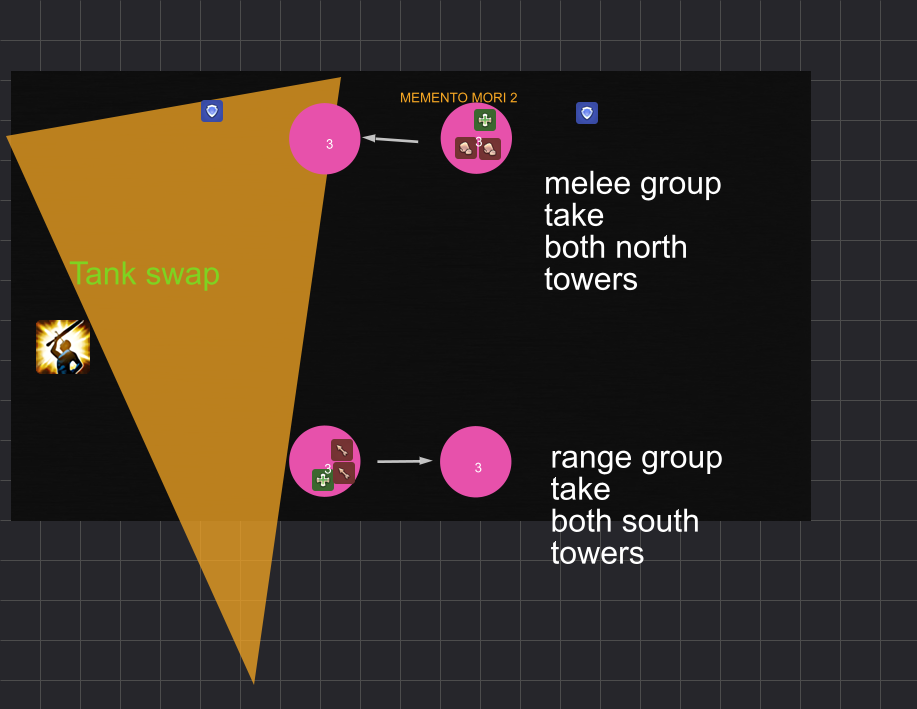 MEMENTO MORI 2
3
3
melee group
take
both north
towers
Tank swap
3
3
range group
take
both south
towers